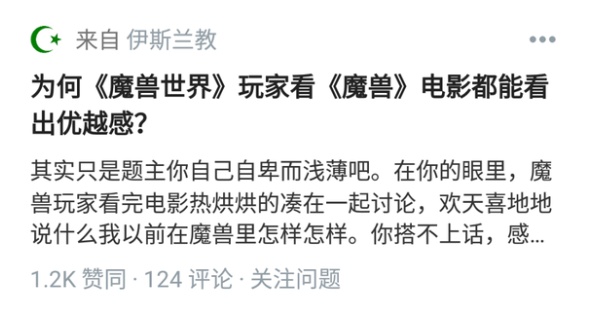 来自 伊斯兰教
为何《魔兽世界》玩家看《魔兽》电影都能看
出优越感？
其实只是题主你自己自卑而浅薄吧。在你的眼里，魔
兽玩家看完电影热烘烘的凑在一起讨论，欢天喜地地
说什么我以前在魔兽里怎样怎样。你搭不上话，感...
1.2K 赞同 · 124 评论 · 关注问题